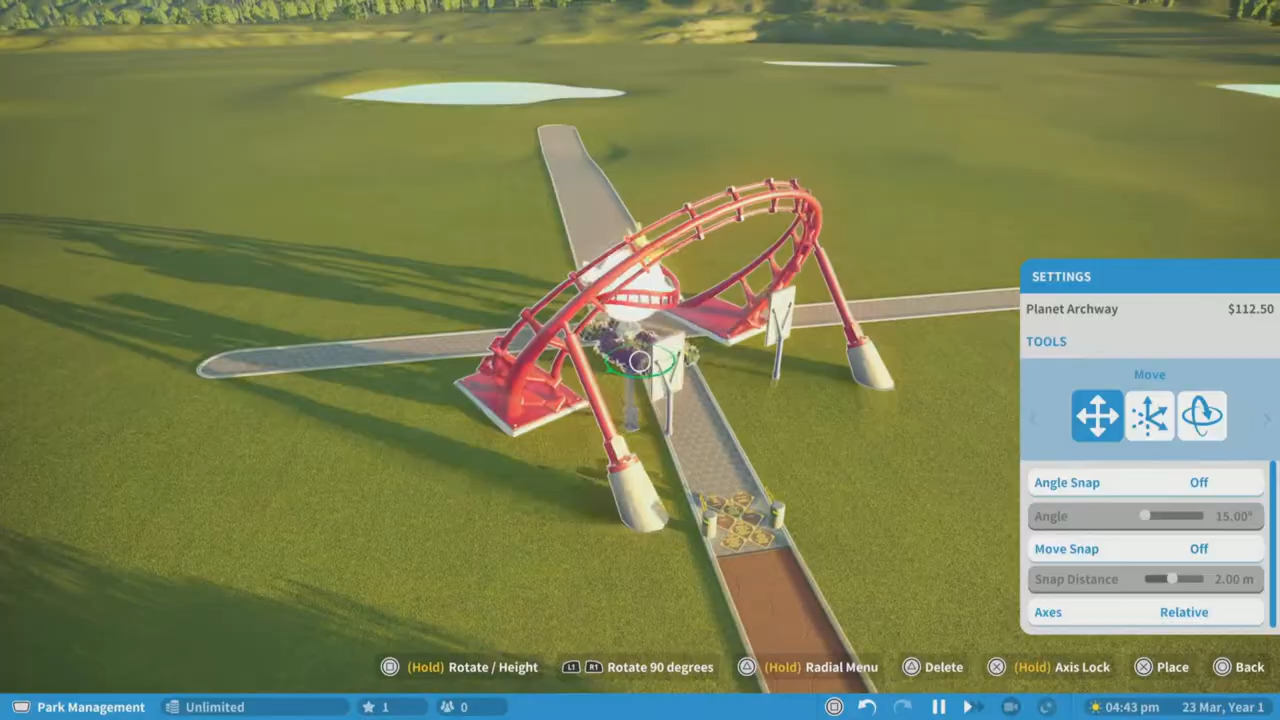 SETTINGS
Planet Archway $112.50
TOOLS
Move
Angle Snap Off
Angle 15.00°
Move Snap Off
Snap Distance 2.00 m
Axes Relative
(Hold) Rotate / Height L1 R1 Rotate 90 degrees (Hold) Radial Menu Delete (Hold) Axis Lock Place Back
Park Management Unlimited 1 0 04:43 pm 23 Mar, Year 1